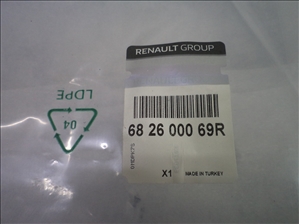 RENAULT GROUP
68 26 000 69R
X1 MADE IN TURKEY
LDPE
04